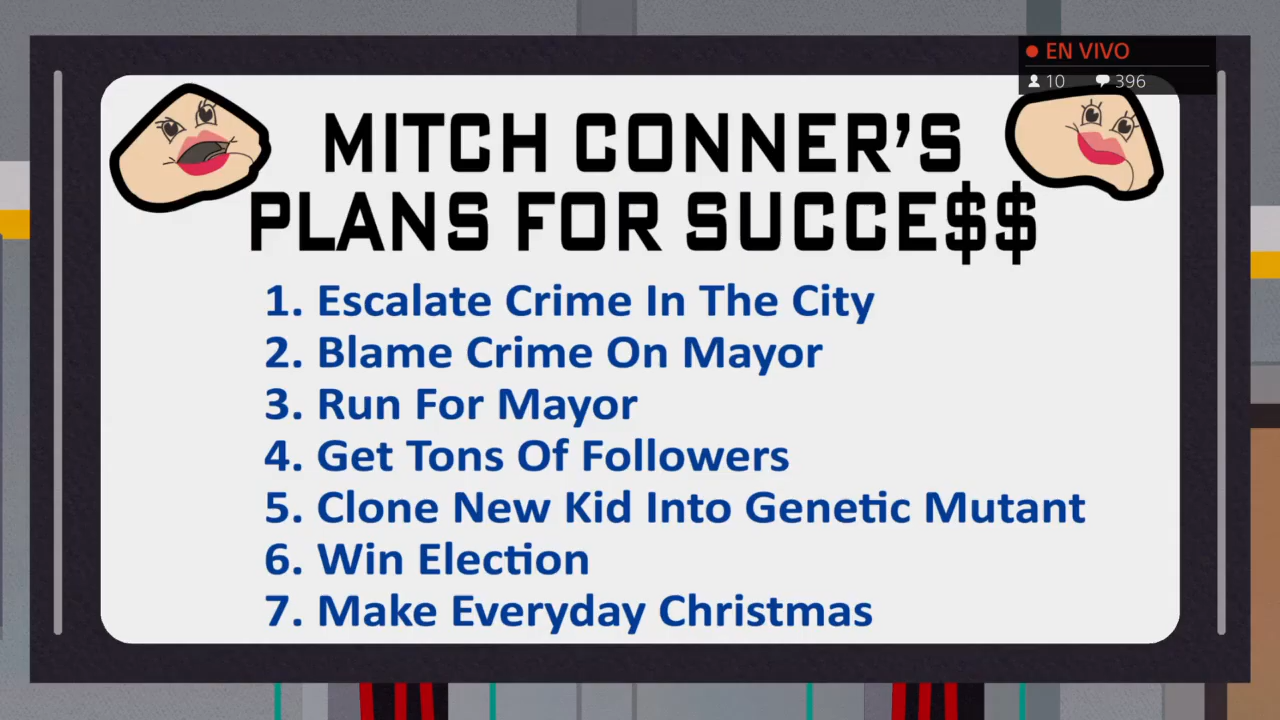 EN VIVO
10 396
MITCH CONNER'S
PLANS FOR SUCCE$$
1. Escalate Crime In The City
2. Blame Crime On Mayor
3. Run For Mayor
4. Get Tons Of Followers
5. Clone New Kid Into Genetic Mutant
6. Win Election
7. Make Everyday Christmas